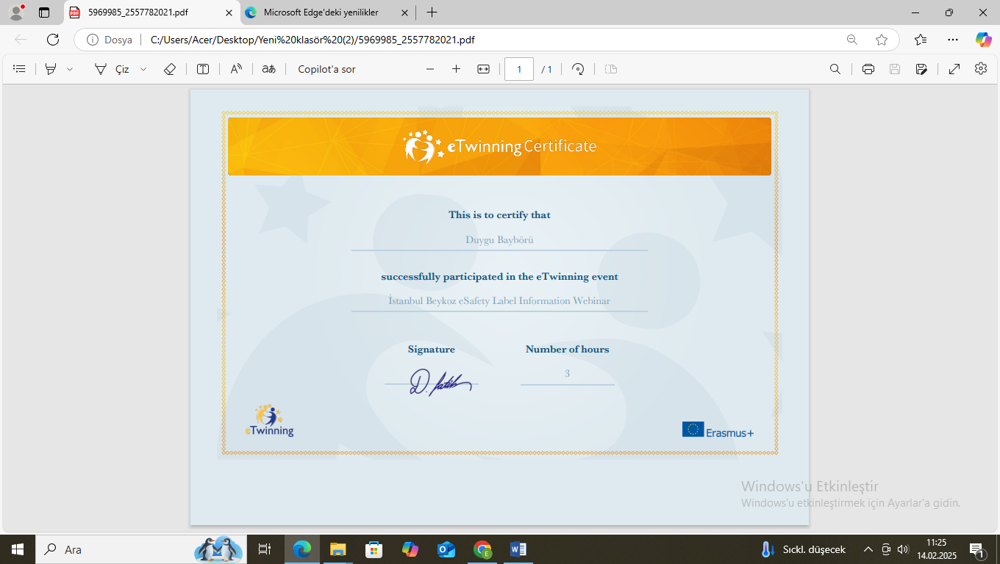 5969985_2557782021.pdf
Microsoft Edge'deki yenilikler
Dosya
C:/Users/Acer/Desktop/Yeni%20klasör%20(2)/5969985_2557782021.pdf
Çiz
Copilot'a sor
1 / 1
eTwinning Certificate
This is to certify that
Duygu Baybörü
successfully participated in the eTwinning event
İstanbul Beykoz eSafety Label Information Webinar
Signature
Number of hours
D. fatih
3
eTwinning
Erasmus+
Windows'u Etkinleştir
Windows'u etkinleştirmek için Ayarlar'a gidin.
Ara
Sıckl. düşecek
11:25
14.02.2025
1